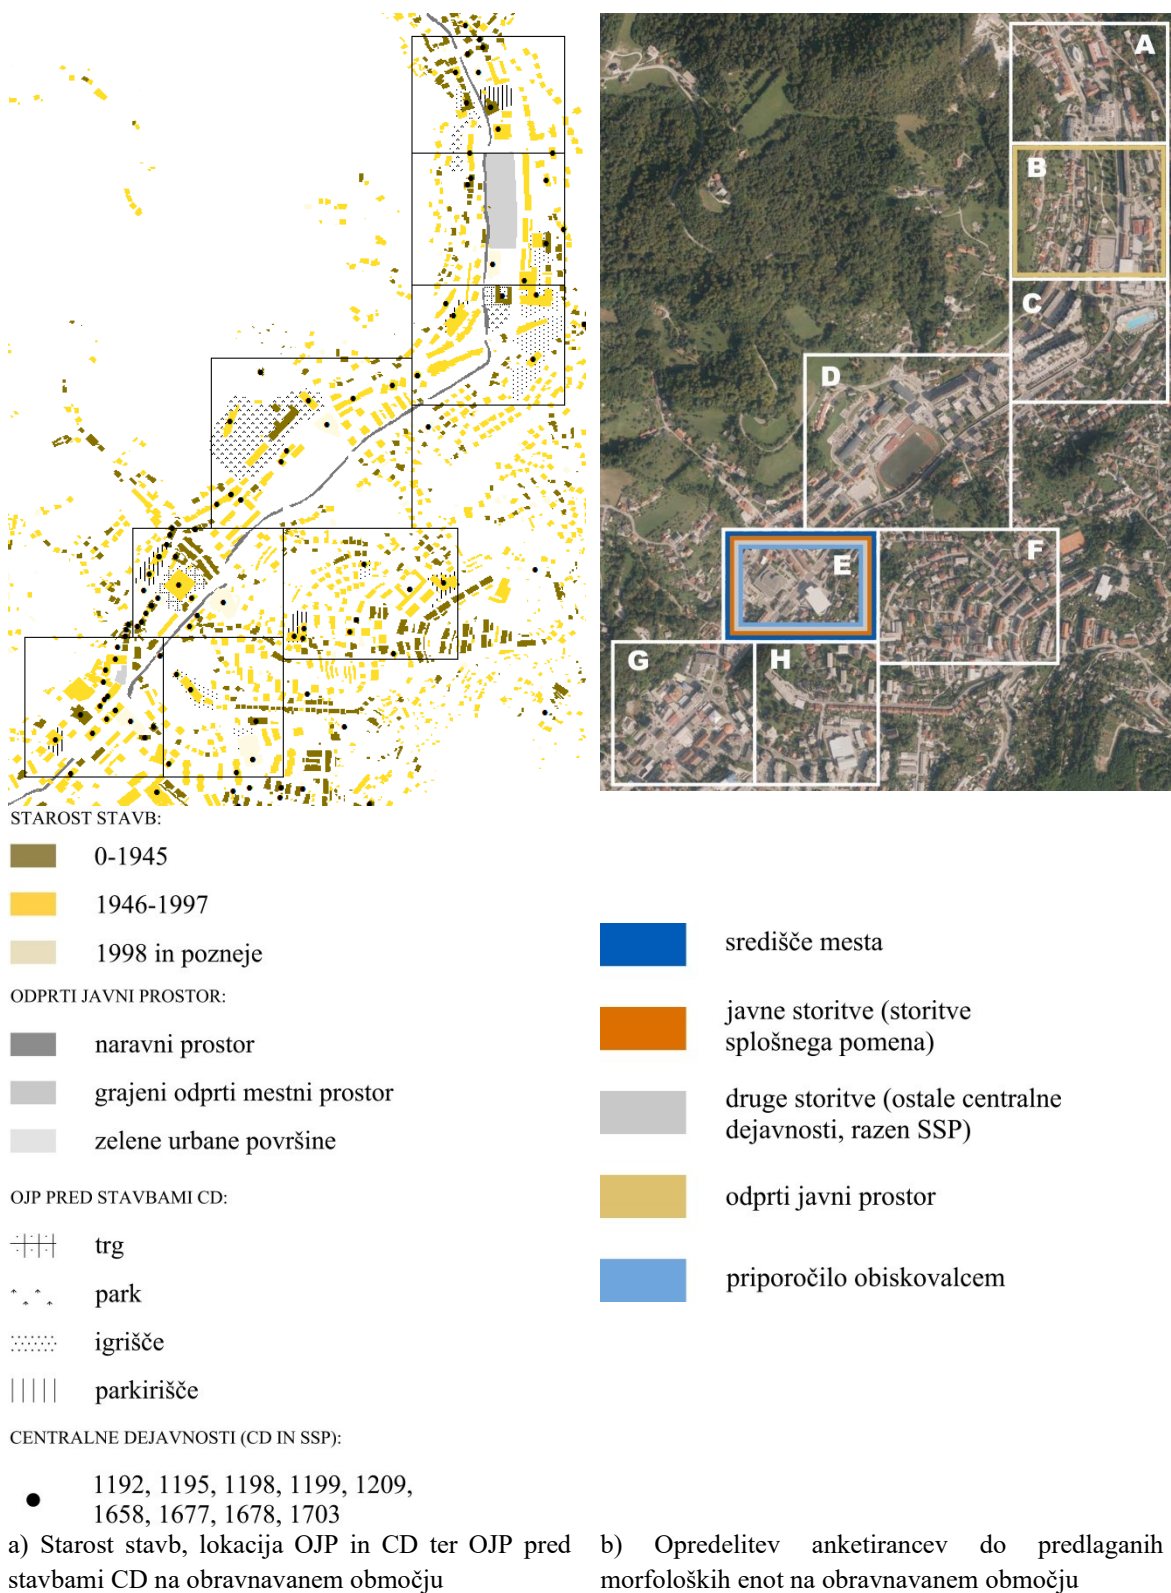 A
B
C
D
E
F
G
H
STAROST STAVB:
0-1945
1946-1997
1998 in pozneje
ODPRTI JAVNI PROSTOR:
naravni prostor
grajeni odprti mestni prostor
zelene urbane površine
OJP PRED STAVBAMI CD:
trg
park
igrišče
parkirišče
CENTRALNE DEJAVNOSTI (CD IN SSP):
1192, 1195, 1198, 1199, 1209,
1658, 1677, 1678, 1703
a) Starost stavb, lokacija OJP in CD ter OJP pred
stavbami CD na obravnavanem območju
središče mesta
javne storitve (storitve
splošnega pomena)
druge storitve (ostale centralne
dejavnosti, razen SSP)
odprti javni prostor
priporočilo obiskovalcem
b) Opredelitev anketirancev do predlaganih
morfoloških enot na obravnavanem območju